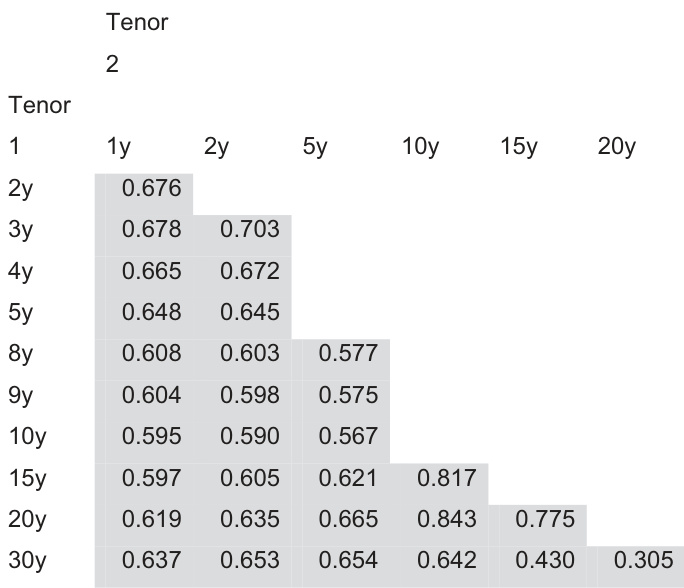 Tenor
2
Tenor
1 1y 2y 5y 10y 15y 20y
2y 0.676
3y 0.678 0.703
4y 0.665 0.672
5y 0.648 0.645
8y 0.608 0.603 0.577
9y 0.604 0.598 0.575
10y 0.595 0.590 0.567
15y 0.597 0.605 0.621 0.817
20y 0.619 0.635 0.665 0.843 0.775
30y 0.637 0.653 0.654 0.642 0.430 0.305